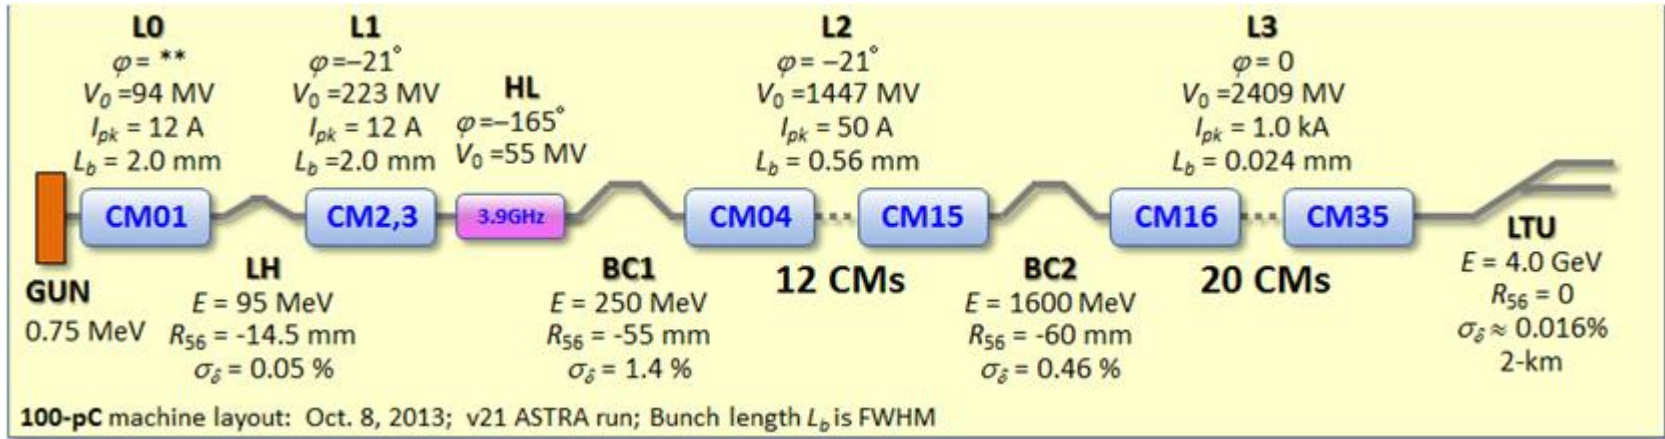 L0
φ = **
V0 =94 MV
Ipk = 12 A
Lb = 2.0 mm
L1
φ =–21°
V0 =223 MV
Ipk = 12 A
Lb =2.0 mm
HL
φ =–165°
V0 =55 MV
L2
φ = –21°
V0 =1447 MV
Ipk = 50 A
Lb = 0.56 mm
L3
φ = 0
V0 =2409 MV
Ipk = 1.0 kA
Lb = 0.024 mm
CM01
CM2,3
3.9GHz
CM04
CM15
CM16
CM35
GUN
0.75 MeV
LH
E = 95 MeV
R56 = -14.5 mm
σδ = 0.05 %
BC1
E = 250 MeV
R56 = -55 mm
σδ = 1.4 %
12 CMs
BC2
E = 1600 MeV
R56 = -60 mm
σδ = 0.46 %
20 CMs
LTU
E = 4.0 GeV
R56 = 0
σδ ≈ 0.016%
2-km
100-pC machine layout: Oct. 8, 2013; v21 ASTRA run; Bunch length Lb is FWHM